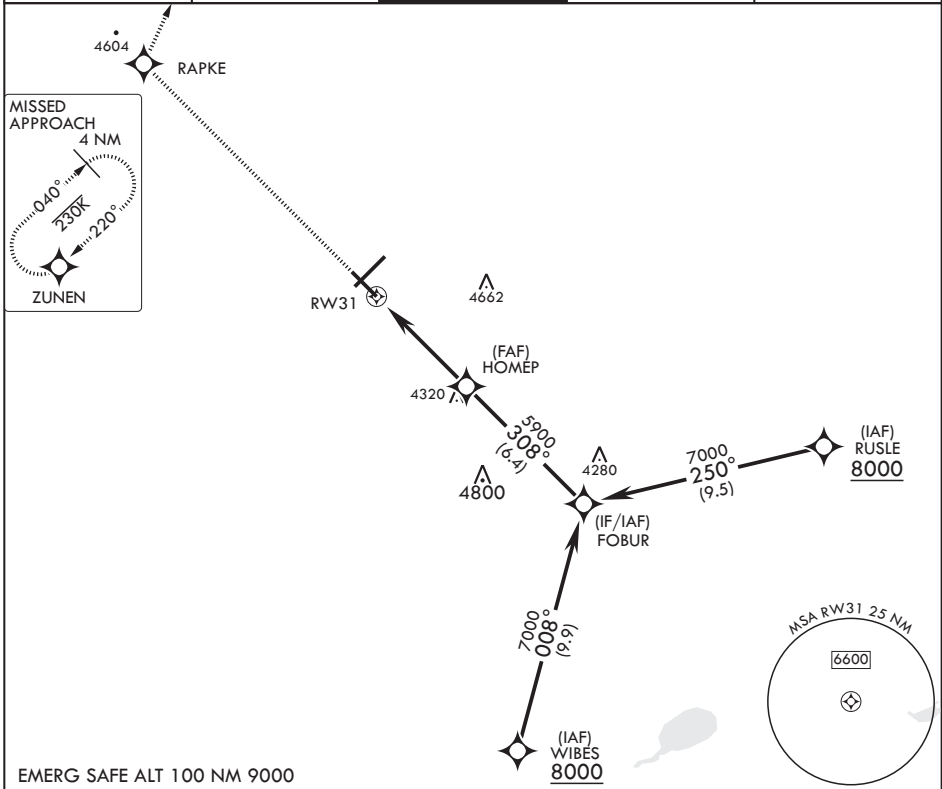 4604
RAPKE
MISSED
APPROACH
4 NM
040°
230K
220°
ZUNEN
RW31
4662
(FAF)
HOMEP
4320
5900
308°
(6.4)
4800
4280
7000
250°
(9.5)
(IAF)
RUSLE
8000
(IF/IAF)
FOBUR
7000
008°
(9.9)
(IAF)
WIBES
8000
MSA RW31 25 NM
6600
EMERG SAFE ALT 100 NM 9000